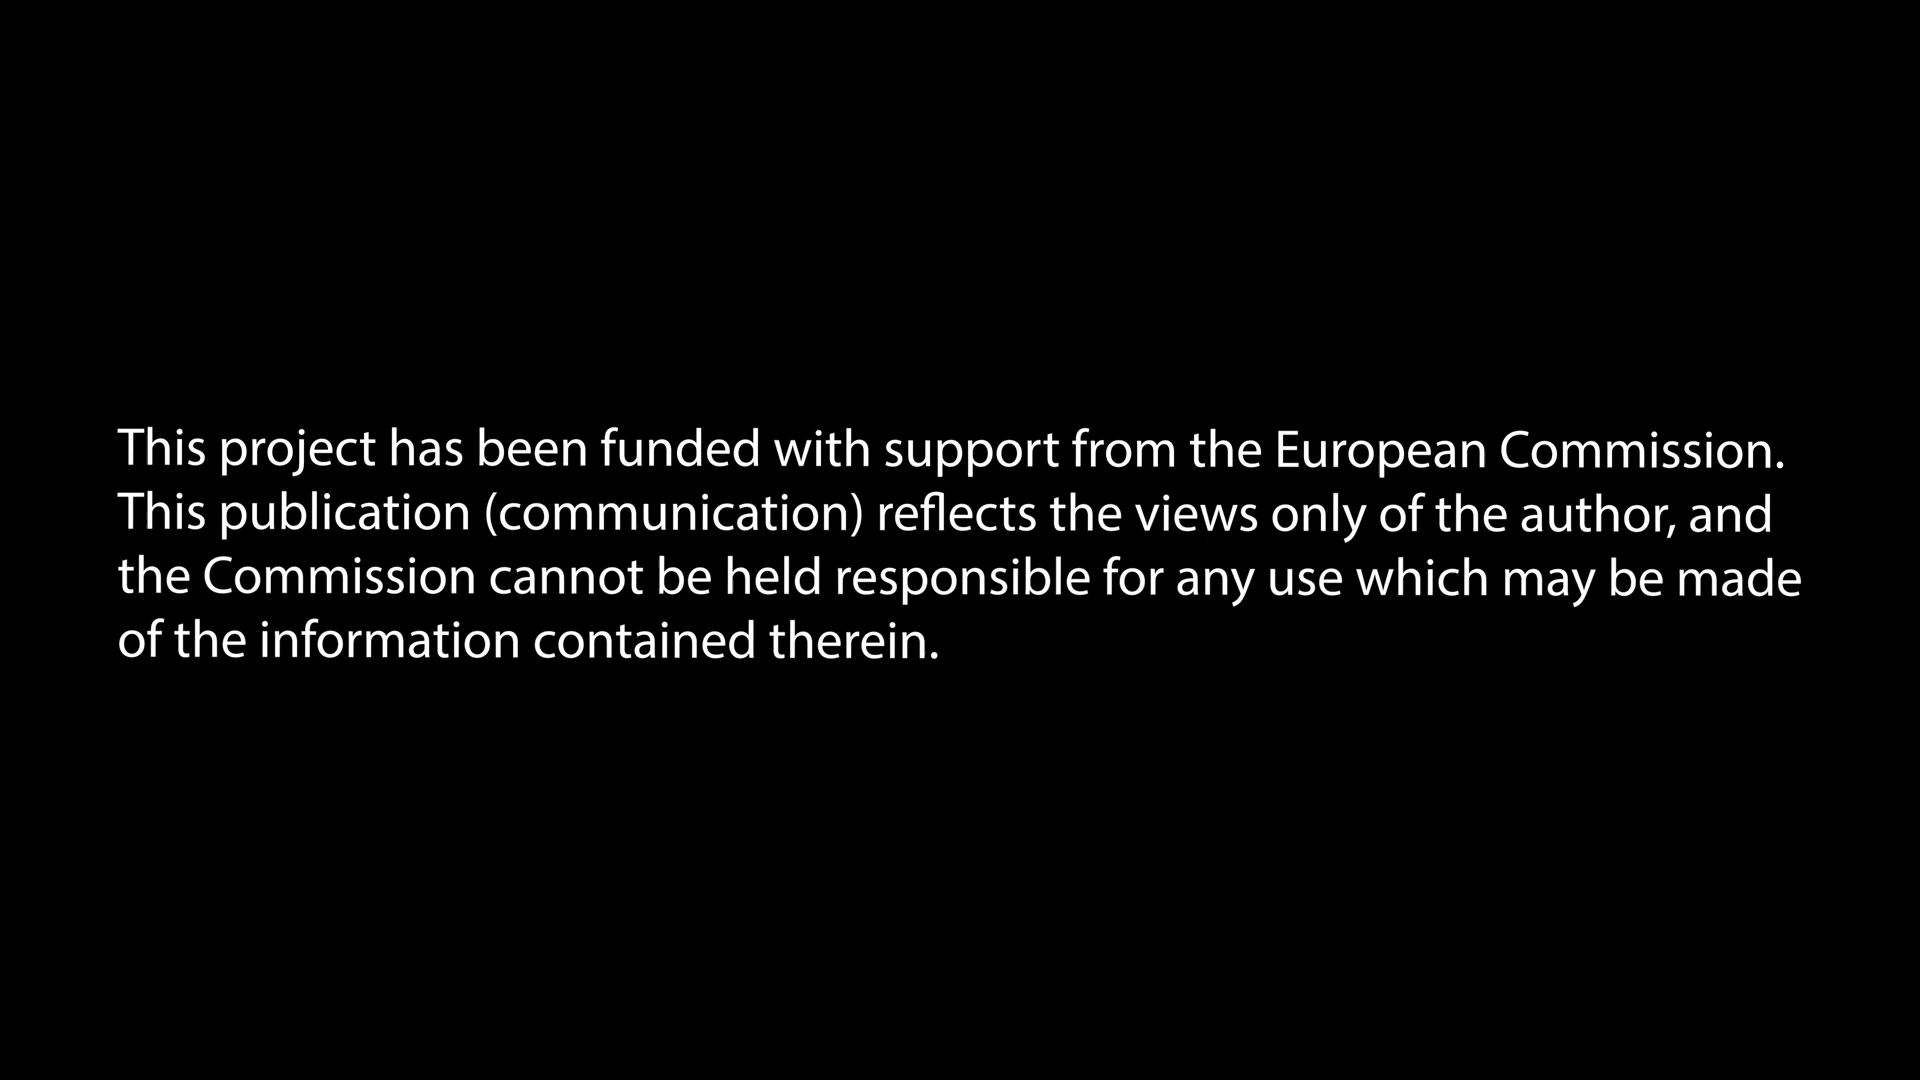 This project has been funded with support from the European Commission.
This publication (communication) reflects the views only of the author, and
the Commission cannot be held responsible for any use which may be made
of the information contained therein.